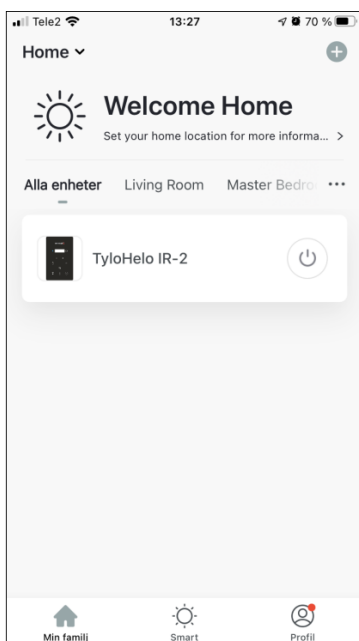 Tele2 13:27 70 %
Home
Welcome Home
Set your home location for more informa... >
Alla enheter Living Room Master Bedro
TyloHelo IR-2
Min familj Smart Profil